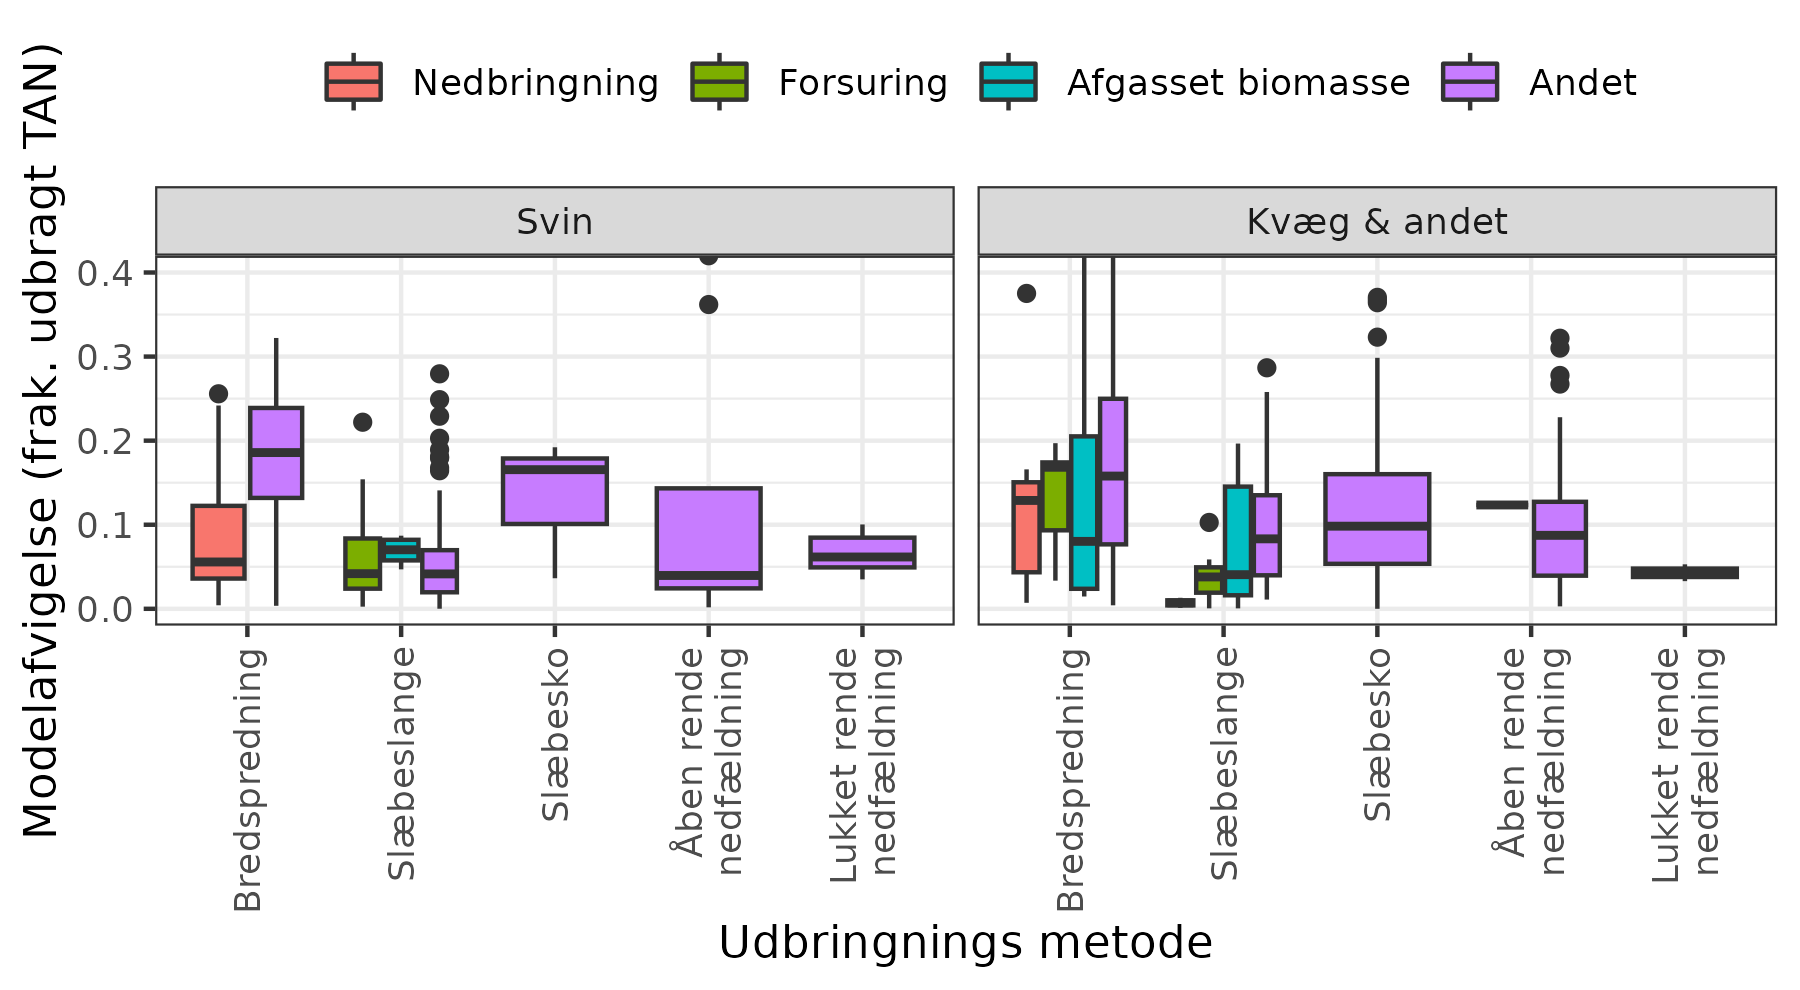 Nedbringning Forsuring Afgasset biomasse Andet
Modelafvigelse (frak. udbragt TAN)
Svin
Kvæg & andet
0.4
0.3
0.2
0.1
0.0
Bredspredning
Slæbeslange
Slæbesko
Åben rende
nedfældning
Lukket rende
nedfældning
Bredspredning
Slæbeslange
Slæbesko
Åben rende
nedfældning
Lukket rende
nedfældning
Udbringnings metode